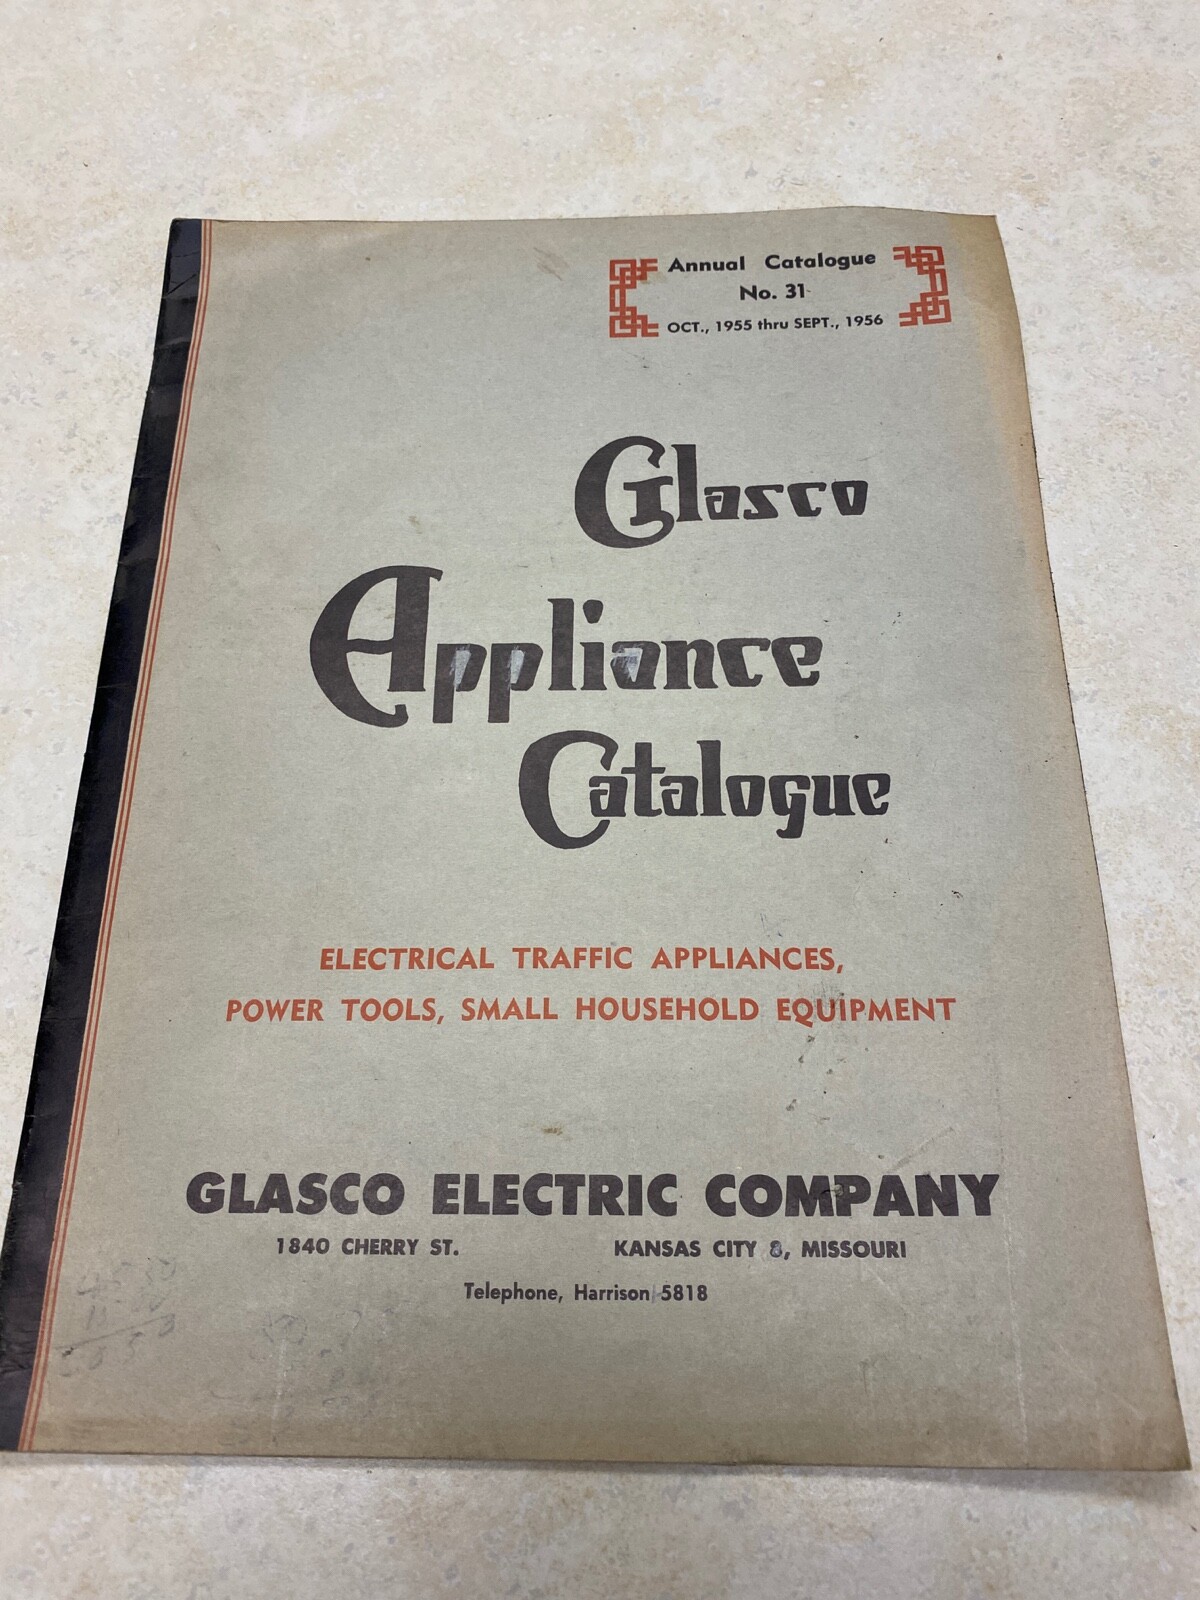 Annual Catalogue
No. 31
OCT., 1955 thru SEPT., 1956
Glasco
Appliance
Catalogue
ELECTRICAL TRAFFIC APPLIANCES,
POWER TOOLS, SMALL HOUSEHOLD EQUIPMENT
GLASCO ELECTRIC COMPANY
1840 CHERRY ST. KANSAS CITY 8, MISSOURI
Telephone, Harrison 5818